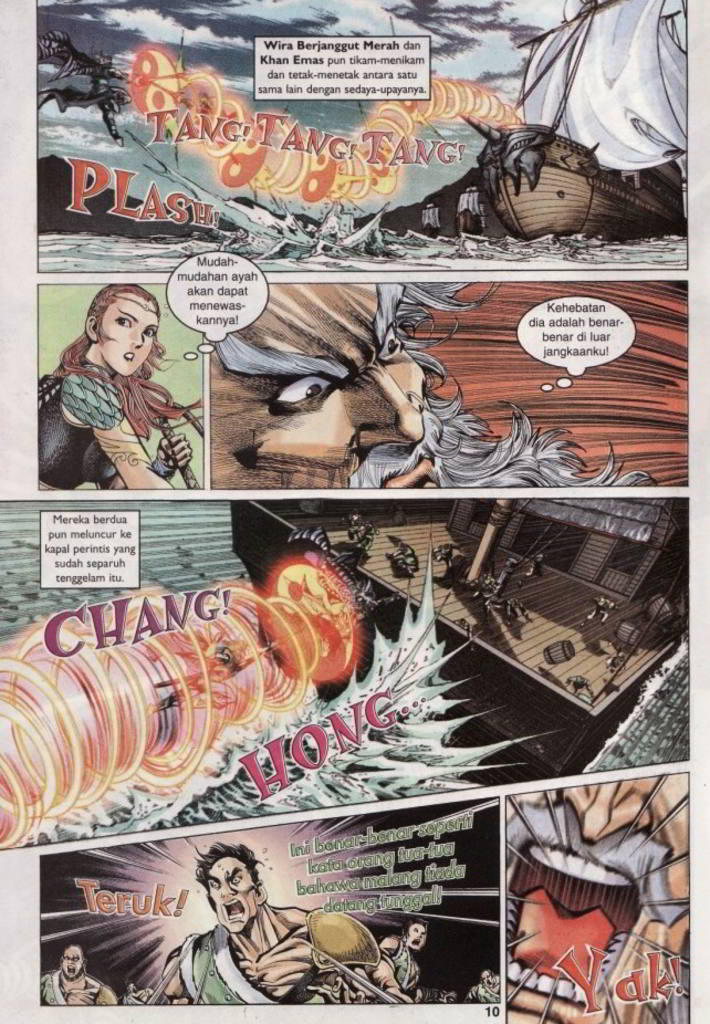 Wira Berjanggut Merah dan
Khan Emas pun tikam-menikam
dan tetak-menetak antara satu
sama lain dengan sedaya-upayanya.
TANG! TANG! TANG!
PLASH!
Mudah-
mudahan ayah
akan dapat
menewas-
kannya!
Kehebatan
dia adalah benar-
benar di luar
jangkaanku!
Mereka berdua
pun meluncur ke
kapal perintis yang
sudah separuh
tenggelam itu.
CHANG!
HONG...
Teruk!
Ini benar-benar seperti
kata orang tua-tua
bahawa malang tiada
datang tunggal!
Yak!
10